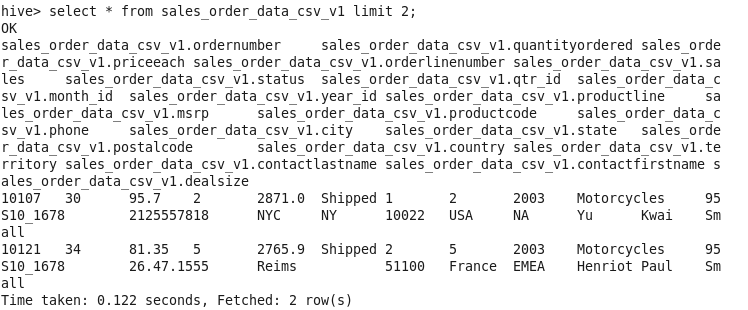 hive> select * from sales_order_data_csv_v1 limit 2;
OK
sales_order_data_csv_v1.ordernumber     sales_order_data_csv_v1.quantityordered sales_orde
r_data_csv_v1.priceeach sales_order_data_csv_v1.orderlinenumber sales_order_data_csv_v1.sa
les     sales_order_data_csv_v1.status  sales_order_data_csv_v1.qtr_id  sales_order_data_c
sv_v1.month_id  sales_order_data_csv_v1.year_id sales_order_data_csv_v1.productline     sa
les_order_data_csv_v1.msrp      sales_order_data_csv_v1.productcode     sales_order_data_c
sv_v1.phone     sales_order_data_csv_v1.city    sales_order_data_csv_v1.state   sales_orde
r_data_csv_v1.postalcode        sales_order_data_csv_v1.country sales_order_data_csv_v1.te
rritory sales_order_data_csv_v1.contactlastname sales_order_data_csv_v1.contactfirstname s
ales_order_data_csv_v1.dealsize
10107   30      95.7    2       2871.0  Shipped 1       2       2003    Motorcycles     95
S10_1678        2125557818      NYC     NY      10022   USA     NA      Yu      Kwai    Sm
all
10121   34      81.35   5       2765.9  Shipped 2       5       2003    Motorcycles     95
S10_1678        26.47.1555      Reims           51100   France  EMEA    Henriot Paul    Sm
all
Time taken: 0.122 seconds, Fetched: 2 row(s)